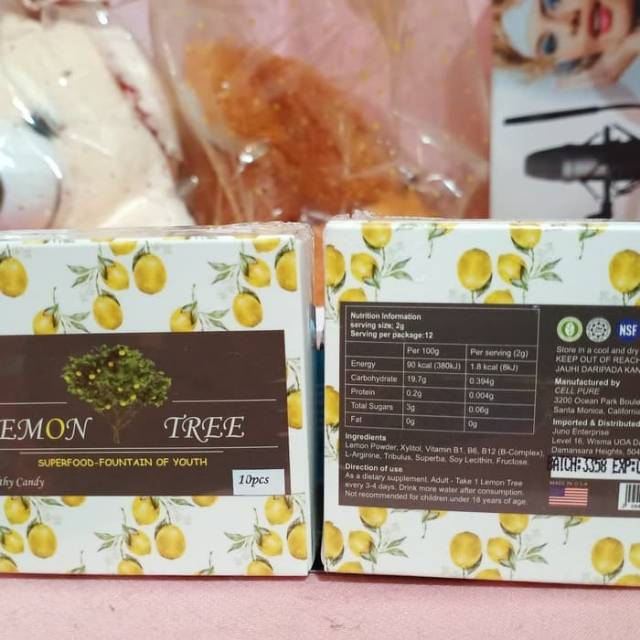 EMON TREE
SUPERFOOD-FOUNTAIN OF YOUTH
thy Candy
10pcs
Nutrition Information
serving size: 2g
Serving per package:12
Per 100g Per serving (2g)
Energy 90 kcal (380kJ) 1.8 kcal (8kJ)
Carbohydrate 19.7g 0.394g
Protein 0.2g 0.004g
Total Sugars 3g 0.06g
Fat 0g 0g
Ingredients
Lemon Powder, Xylitol, Vitamin B1, B6, B12 (B-Complex),
L-Arginine, Tribulus, Superba, Soy Lecithin, Fructose.
Direction of use
As a dietary supplement. Adult - Take 1 Lemon Tree
every 3-4 days. Drink more water after consumption.
Not recommended for children under 18 years of age.
NSF
Store in a cool and dry
KEEP OUT OF REACH
JAUHI DARIPADA KAN
Manufactured by
CELL PURE
3200 Ocean Park Boule
Santa Monica, Californi
Imported & Distributed
Juno Enterprise
Level 16, Wisma UOA D
Damansara Heights, 504
BATCH:3358 EXP:
MADE IN U.S.A